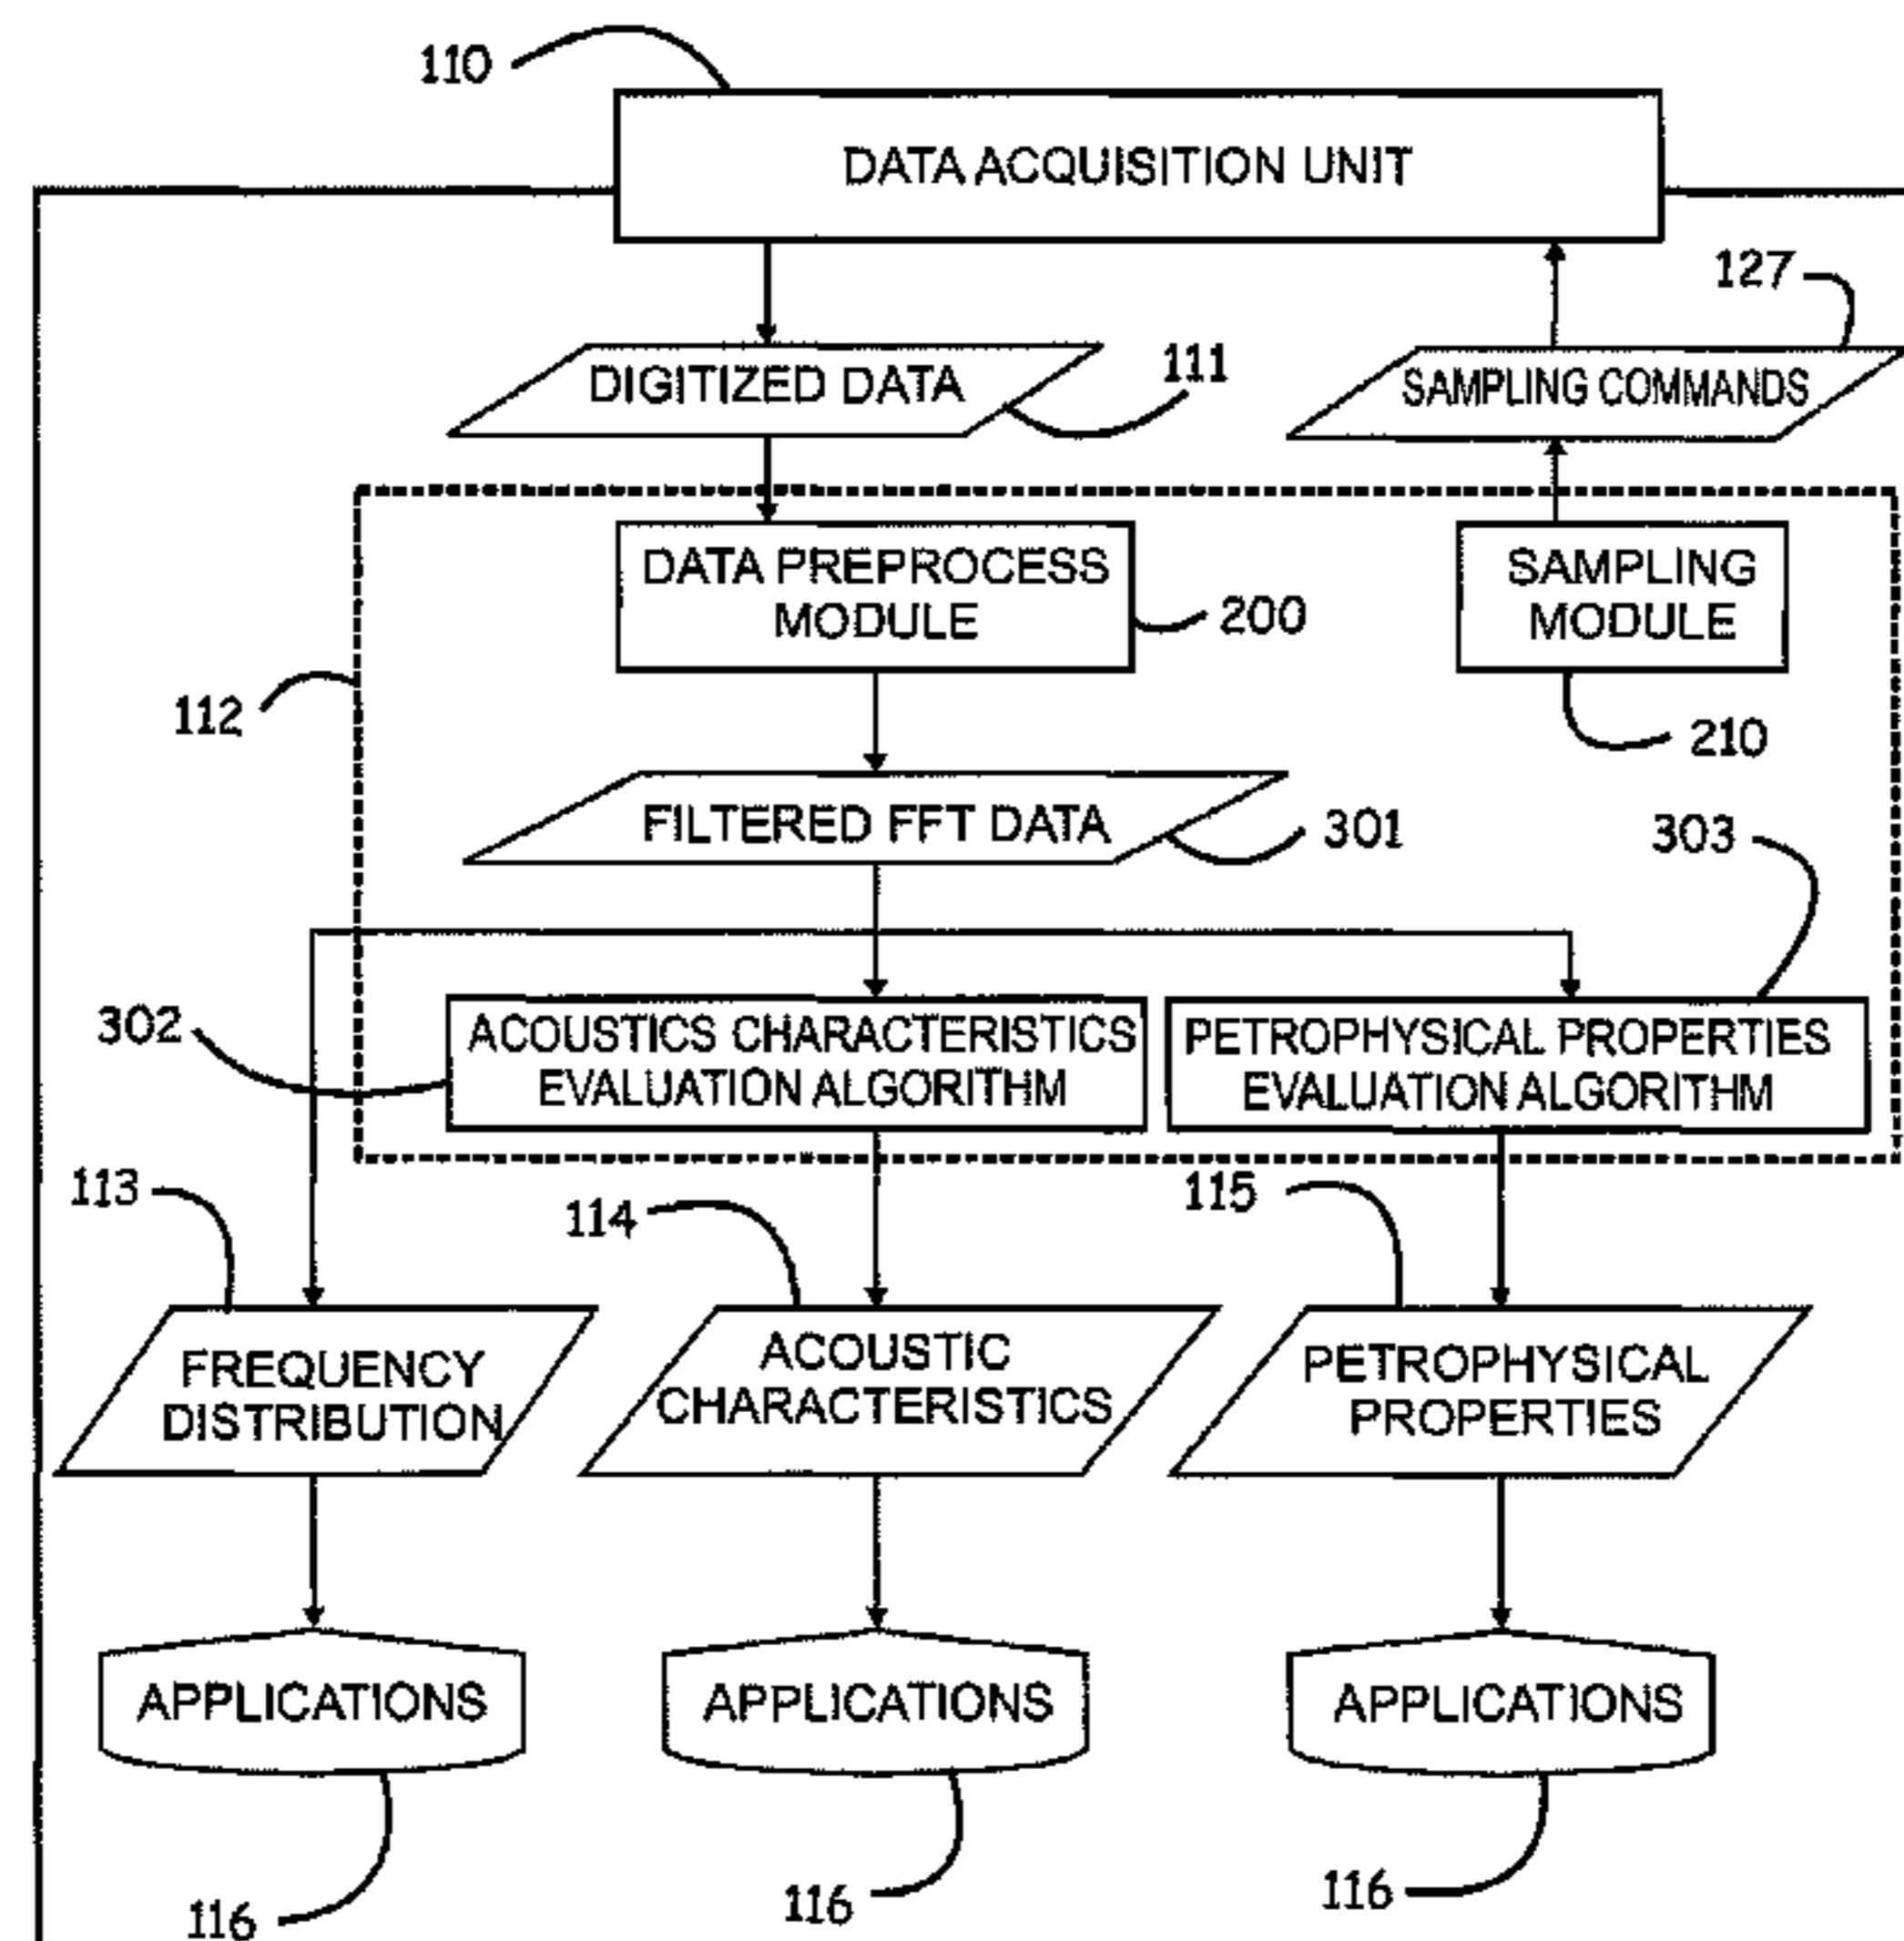 110
DATA ACQUISITION UNIT
127
DIGITIZED DATA
111
SAMPLING COMMANDS
DATA PREPROCESS
MODULE
200
SAMPLING
MODULE
112
210
FILTERED FFT DATA
301
303
302
ACOUSTICS CHARACTERISTICS
EVALUATION ALGORITHM
PETROPHYSICAL PROPERTIES
EVALUATION ALGORITHM
113
114
115
FREQUENCY
DISTRIBUTION
ACOUSTIC
CHARACTERISTICS
PETROPHYSICAL
PROPERTIES
APPLICATIONS
APPLICATIONS
APPLICATIONS
116
116
116